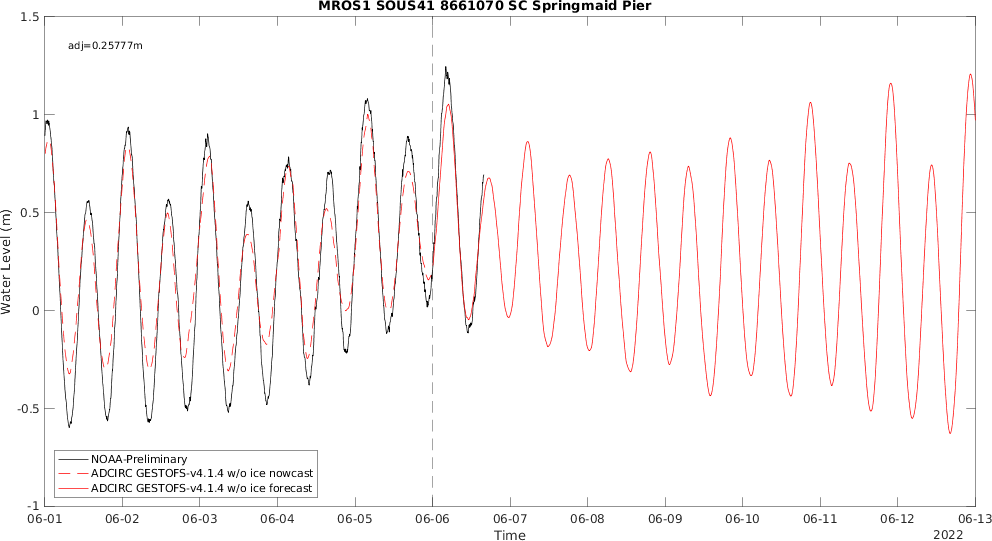 MROS1 SOUS41 8661070 SC Springmaid Pier
adj=0.25777m
1.5
1
0.5
0
-0.5
-1
Water Level (m)
NOAA-Preliminary
ADCIRC GESTOFS-v4.1.4 w/o ice nowcast
ADCIRC GESTOFS-v4.1.4 w/o ice forecast
06-01 06-02 06-03 06-04 06-05 06-06 06-07 06-08 06-09 06-10 06-11 06-12 06-13
Time
2022